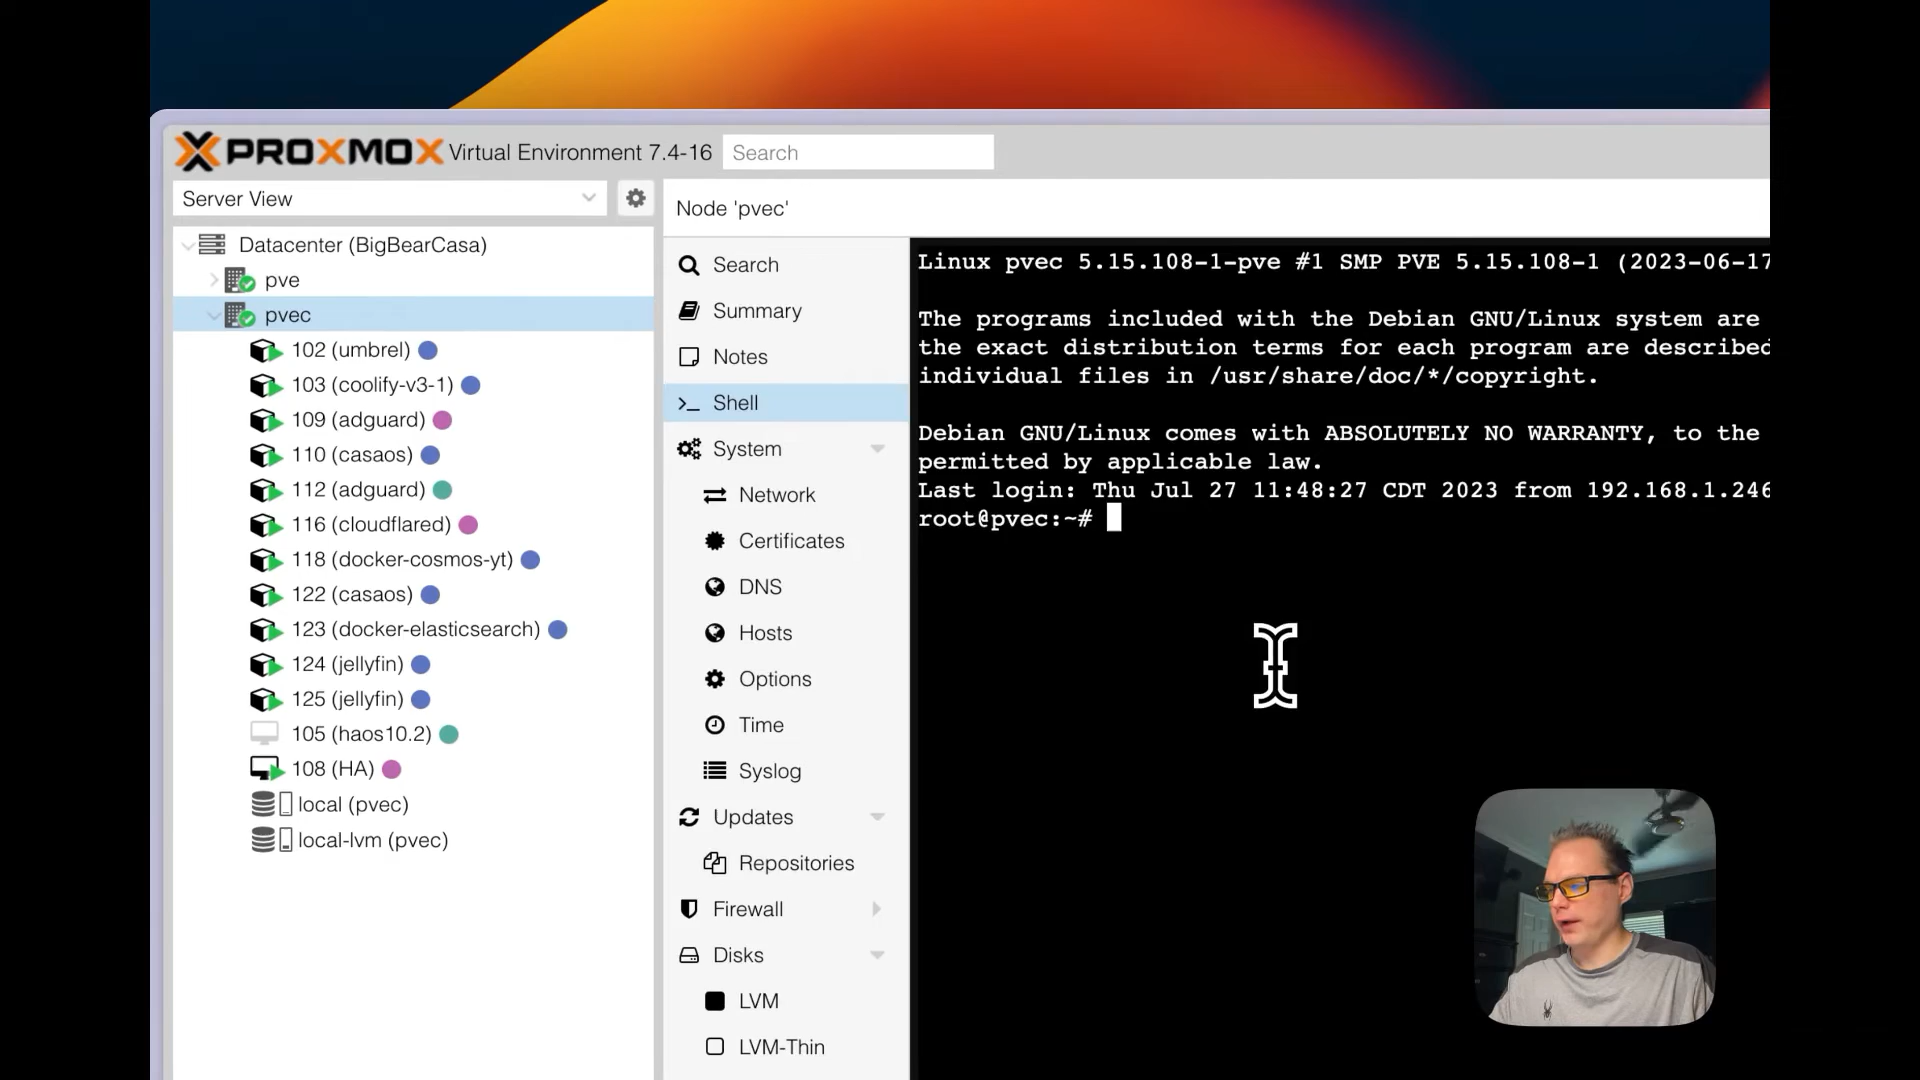 PROXMOX Virtual Environment 7.4-16 Search
Server View
Node 'pvec'
Datacenter (BigBearCasa)
pve
pvec
102 (umbrel)
103 (coolify-v3-1)
109 (adguard)
110 (casaos)
112 (adguard)
116 (cloudflared)
118 (docker-cosmos-yt)
122 (casaos)
123 (docker-elasticsearch)
124 (jellyfin)
125 (jellyfin)
105 (haos10.2)
108 (HA)
local (pvec)
local-lvm (pvec)
Search
Summary
Notes
Shell
System
Network
Certificates
DNS
Hosts
Options
Time
Syslog
Updates
Repositories
Firewall
Disks
LVM
LVM-Thin
Linux pvec 5.15.108-1-pve #1 SMP PVE 5.15.108-1 (2023-06-17
The programs included with the Debian GNU/Linux system are
the exact distribution terms for each program are described
individual files in /usr/share/doc/*/copyright.
Debian GNU/Linux comes with ABSOLUTELY NO WARRANTY, to the
permitted by applicable law.
Last login: Thu Jul 27 11:48:27 CDT 2023 from 192.168.1.246
root@pvec:~#